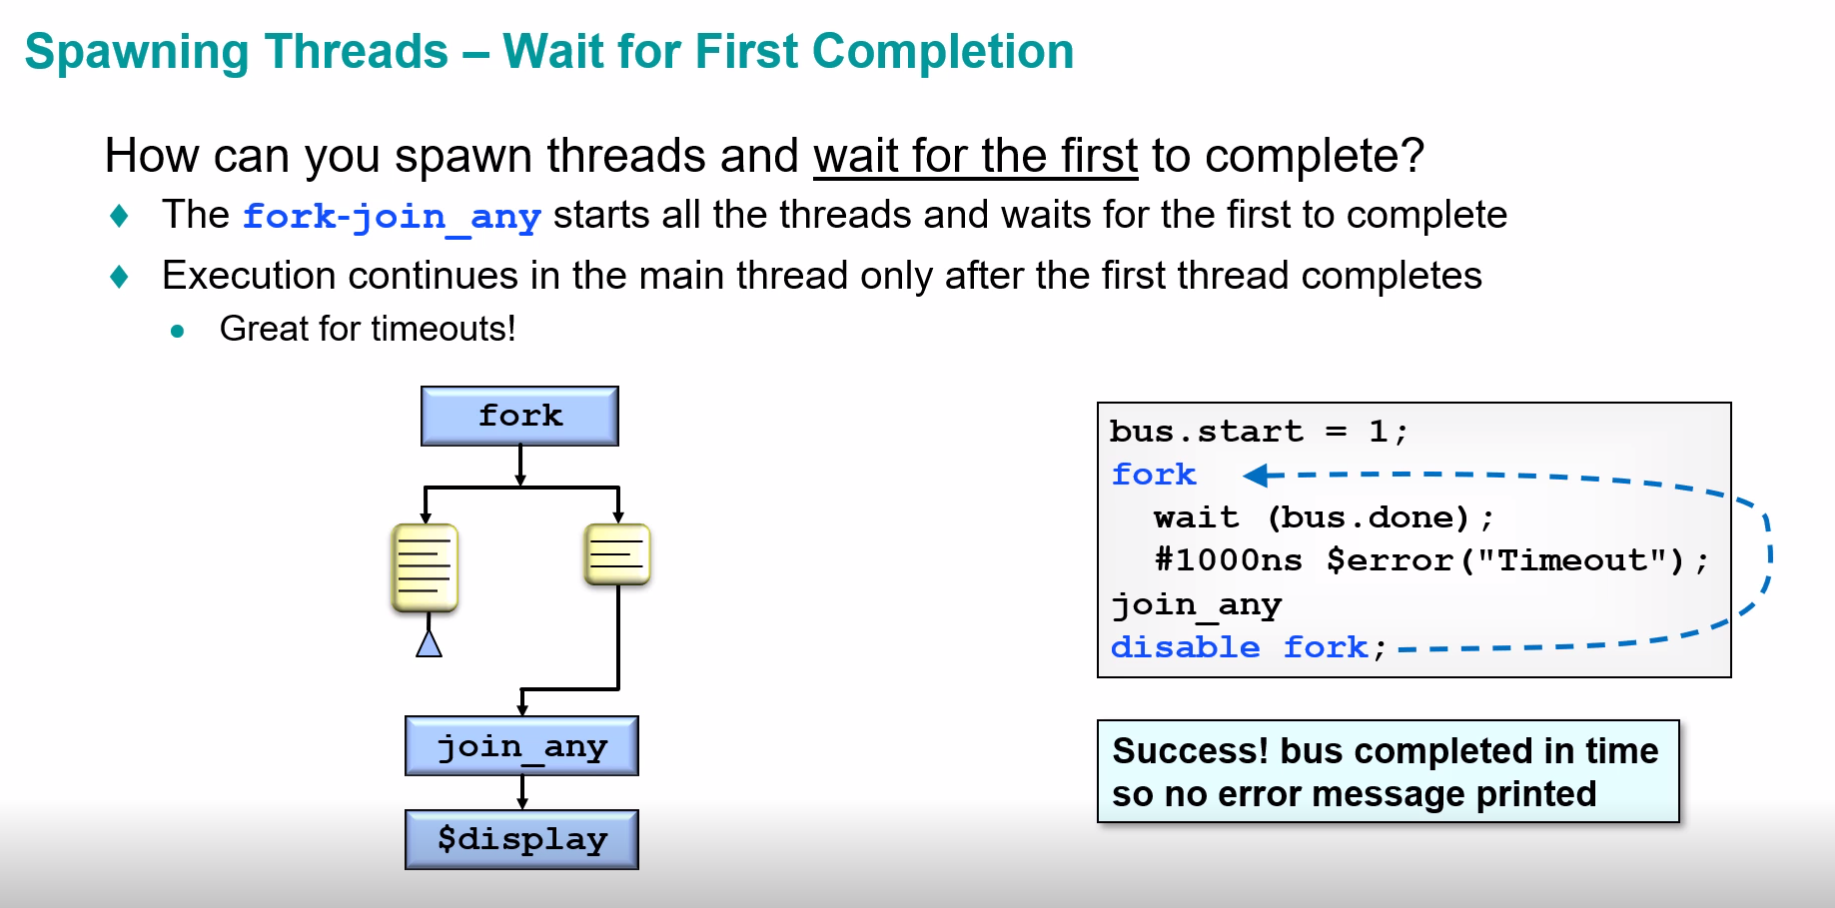 Spawning Threads – Wait for First Completion
How can you spawn threads and wait for the first to complete?
The fork-join_any starts all the threads and waits for the first to complete
Execution continues in the main thread only after the first thread completes
Great for timeouts!
fork
join_any
$display
bus.start = 1;
fork
wait (bus.done);
#1000ns $error("Timeout");
join_any
disable fork;
Success! bus completed in time
so no error message printed